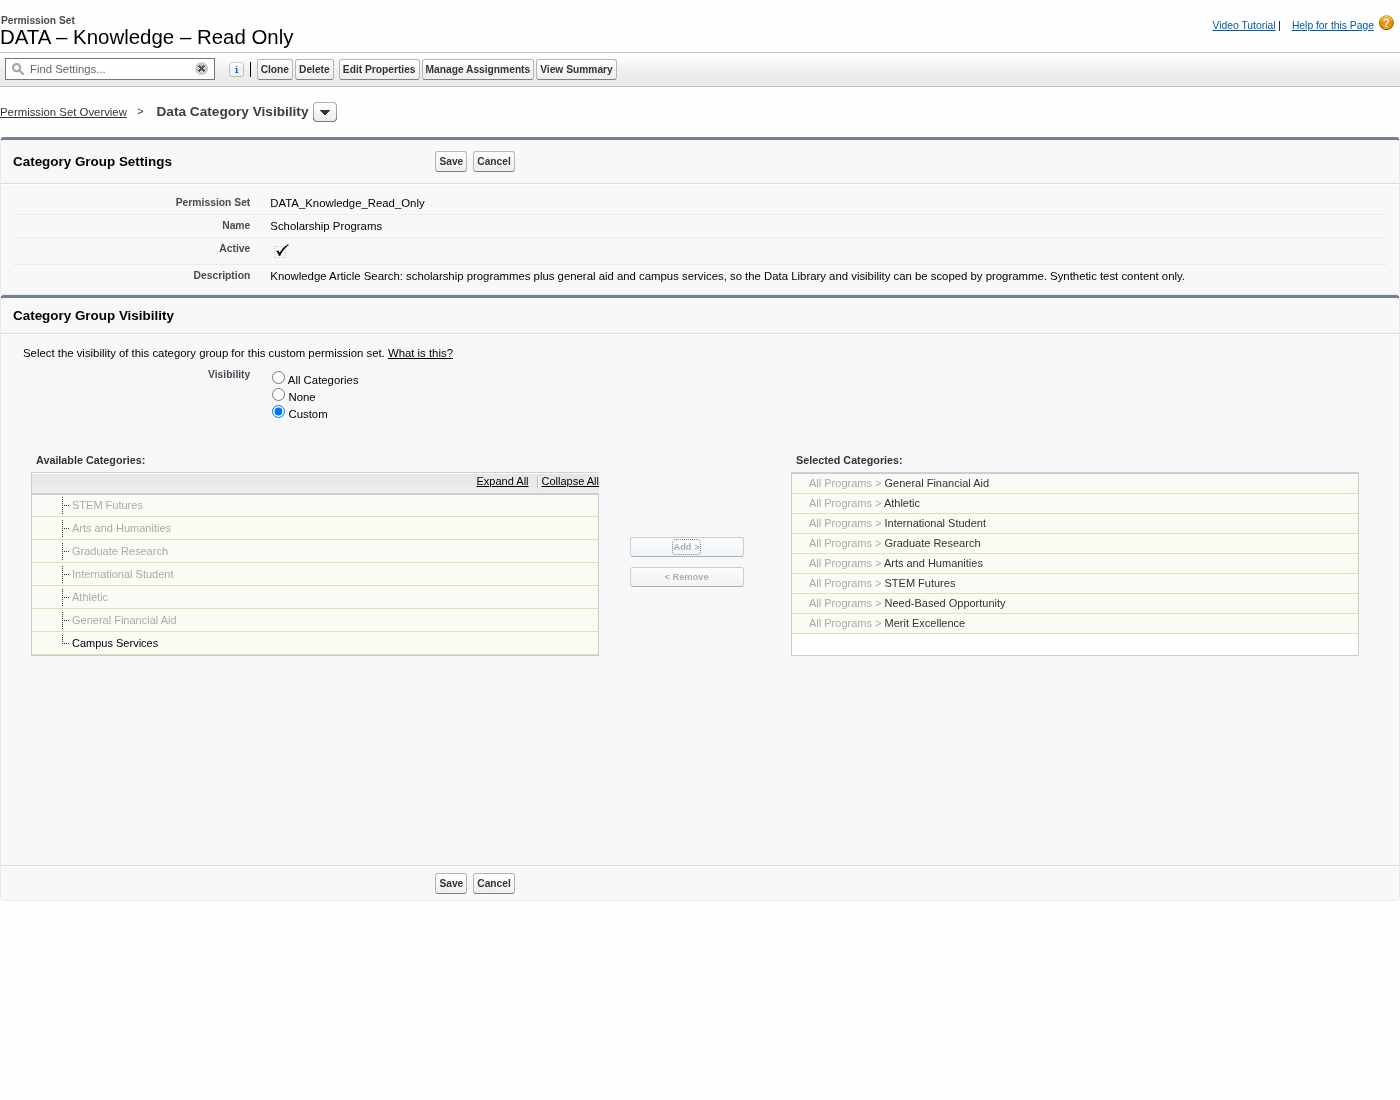 Permission Set
DATA – Knowledge – Read Only
Video Tutorial | Help for this Page ?
Find Settings... i | Clone Delete Edit Properties Manage Assignments View Summary
Permission Set Overview > Data Category Visibility
Category Group Settings Save Cancel
Permission Set DATA_Knowledge_Read_Only
Name Scholarship Programs
Active
Description Knowledge Article Search: scholarship programmes plus general aid and campus services, so the Data Library and visibility can be scoped by programme. Synthetic test content only.
Category Group Visibility
Select the visibility of this category group for this custom permission set. What is this?
Visibility All Categories
None
Custom
Available Categories:
Expand All | Collapse All
STEM Futures
Arts and Humanities
Graduate Research
International Student
Athletic
General Financial Aid
Campus Services
Add >
< Remove
Selected Categories:
All Programs > General Financial Aid
All Programs > Athletic
All Programs > International Student
All Programs > Graduate Research
All Programs > Arts and Humanities
All Programs > STEM Futures
All Programs > Need-Based Opportunity
All Programs > Merit Excellence
Save Cancel